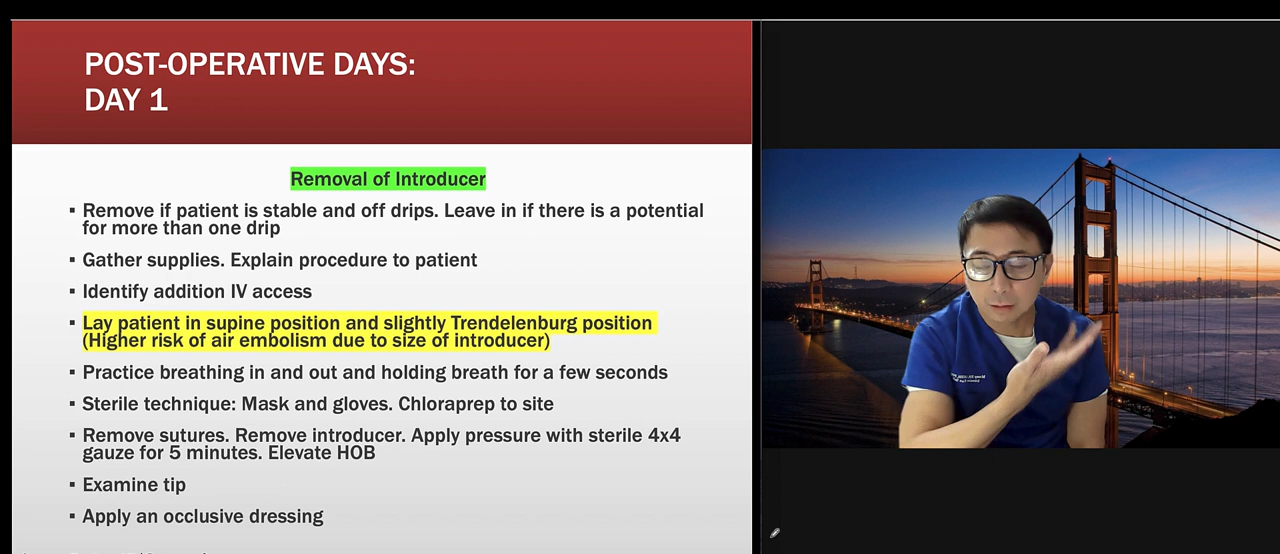 POST-OPERATIVE DAYS:
DAY 1
Removal of Introducer
▪ Remove if patient is stable and off drips. Leave in if there is a potential
for more than one drip
▪ Gather supplies. Explain procedure to patient
▪ Identify addition IV access
▪ Lay patient in supine position and slightly Trendelenburg position
(Higher risk of air embolism due to size of introducer)
▪ Practice breathing in and out and holding breath for a few seconds
▪ Sterile technique: Mask and gloves. Chloraprep to site
▪ Remove sutures. Remove introducer. Apply pressure with sterile 4x4
gauze for 5 minutes. Elevate HOB
▪ Examine tip
▪ Apply an occlusive dressing